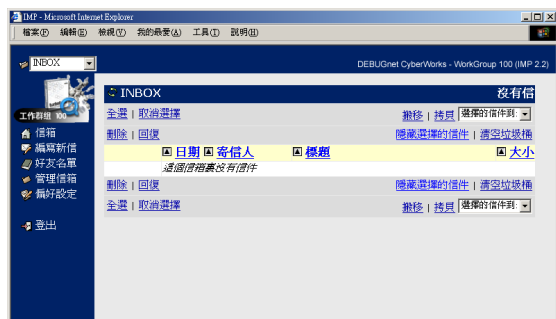 IMP - Microsoft Internet Explorer
檔案(F) 編輯(E) 檢視(V) 我的最愛(A) 工具(T) 說明(H)
INBOX
DEBUGnet CyberWorks - WorkGroup 100 (IMP 2.2)
工作群組 100
信箱
編寫新信
好友名單
管理信箱
偏好設定
登出
INBOX 沒有信
全選 | 取消選擇 搬移 | 拷貝 選擇的信件到:
刪除 | 回復 隱藏選擇的信件 | 清空垃圾桶
日期 寄信人 標題 大小
這個信箱裏沒有信件
刪除 | 回復 隱藏選擇的信件 | 清空垃圾桶
全選 | 取消選擇 搬移 | 拷貝 選擇的信件到: